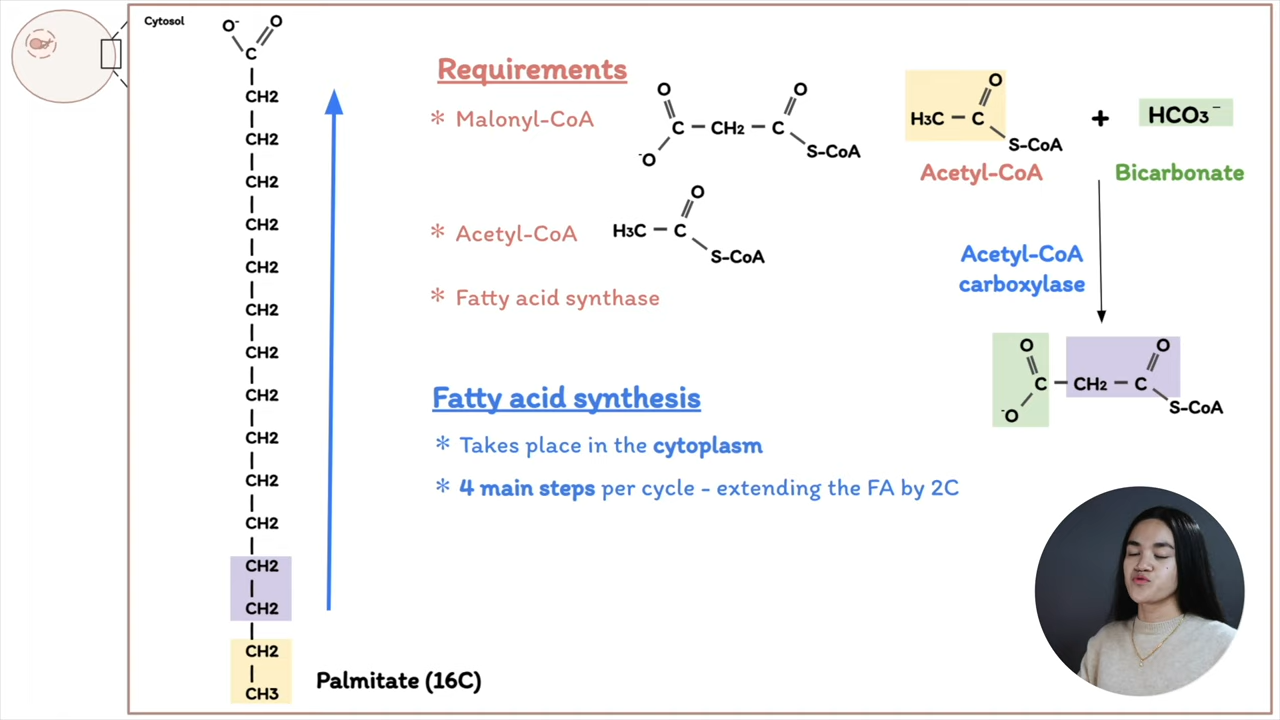 Cytosol
O-
O
C
CH2
CH2
CH2
CH2
CH2
CH2
CH2
CH2
CH2
CH2
CH2
CH2
CH2
CH2
CH3
Palmitate (16C)
Requirements
* Malonyl-CoA
O
O
C – CH₂ – C
⁻O
S-CoA
* Acetyl-CoA
O
H₃C – C
S-CoA
* Fatty acid synthase
Fatty acid synthesis
* Takes place in the cytoplasm
* 4 main steps per cycle - extending the FA by 2C
O
H₃C – C
S-CoA
+
HCO₃⁻
Acetyl-CoA
Bicarbonate
Acetyl-CoA
carboxylase
O
O
C – CH₂ – C
⁻O
S-CoA